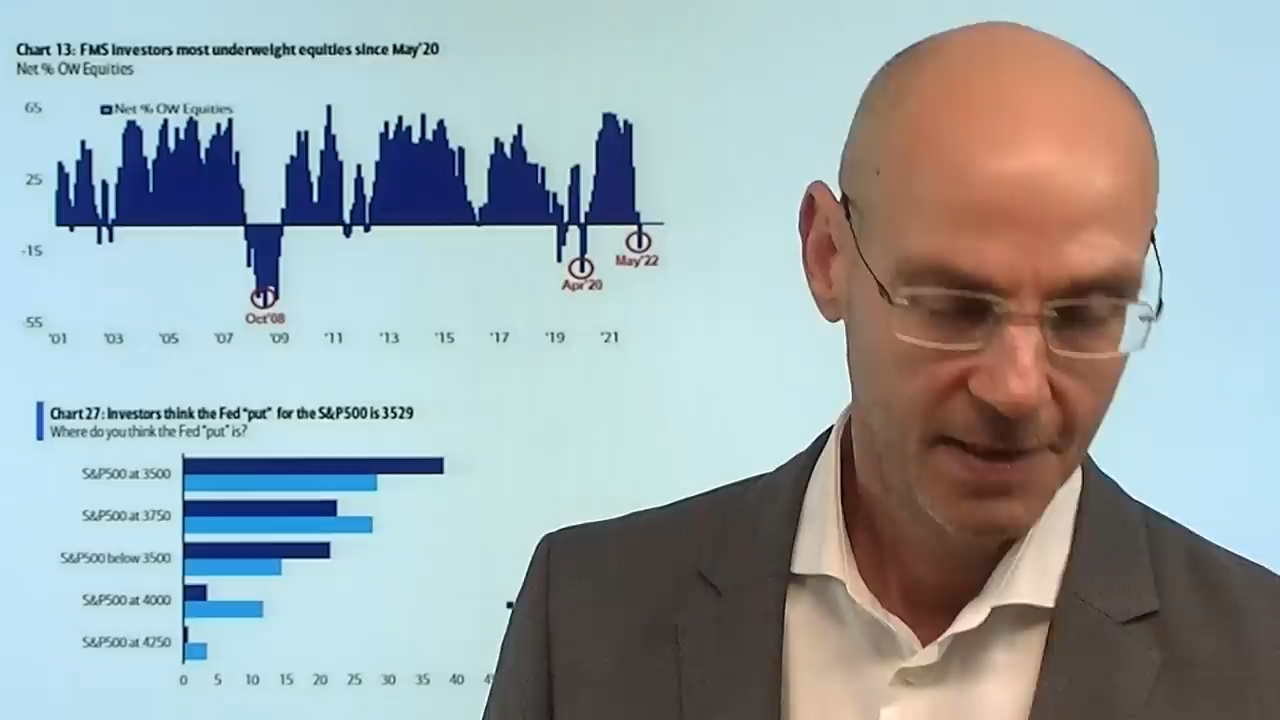 Chart 13: FMS Investors most underweight equities since May'20
Net % OW Equities
65
Net % OW Equities
25
-15
May'22
Apr'20
Oct'08
-55
'01 '03 '05 '07 '09 '11 '13 '15 '17 '19 '21
Chart 27: Investors think the Fed "put" for the S&P500 is 3529
Where do you think the Fed "put" is?
S&P500 at 3500
S&P500 at 3750
S&P500 below 3500
S&P500 at 4000
S&P500 at 4250
0 5 10 15 20 25 30 35 40